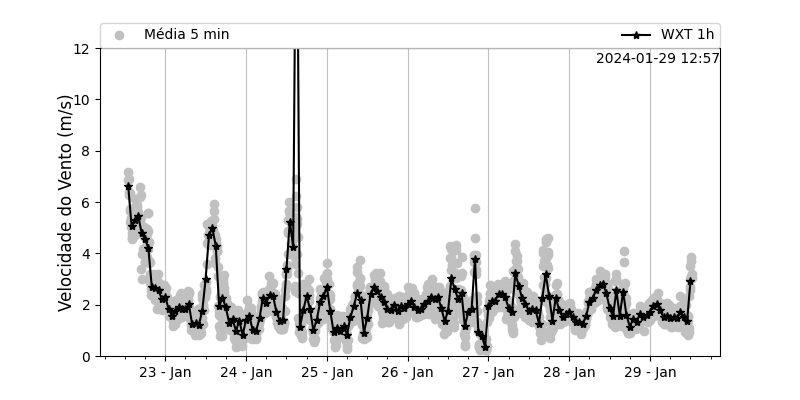 Média 5 min
WXT 1h
2024-01-29 12:57
Velocidade do Vento (m/s)
12
10
8
6
4
2
0
23 - Jan
24 - Jan
25 - Jan
26 - Jan
27 - Jan
28 - Jan
29 - Jan